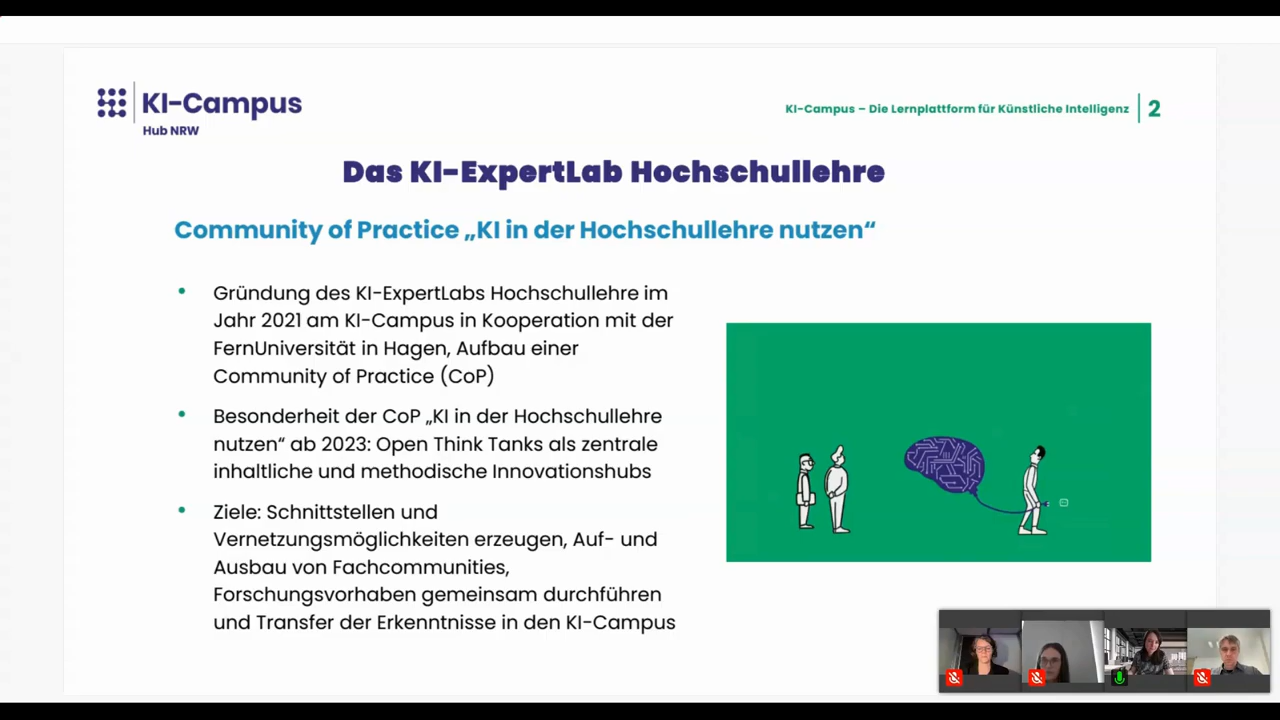 KI-Campus
Hub NRW
KI-Campus – Die Lernplattform für Künstliche Intelligenz
2
Das KI-ExpertLab Hochschullehre
Community of Practice „KI in der Hochschullehre nutzen“
• Gründung des KI-ExpertLabs Hochschullehre im
Jahr 2021 am KI-Campus in Kooperation mit der
FernUniversität in Hagen, Aufbau einer
Community of Practice (CoP)
• Besonderheit der CoP „KI in der Hochschullehre
nutzen“ ab 2023: Open Think Tanks als zentrale
inhaltliche und methodische Innovationshubs
• Ziele: Schnittstellen und
Vernetzungsmöglichkeiten erzeugen, Auf- und
Ausbau von Fachcommunities,
Forschungsvorhaben gemeinsam durchführen
und Transfer der Erkenntnisse in den KI-Campus